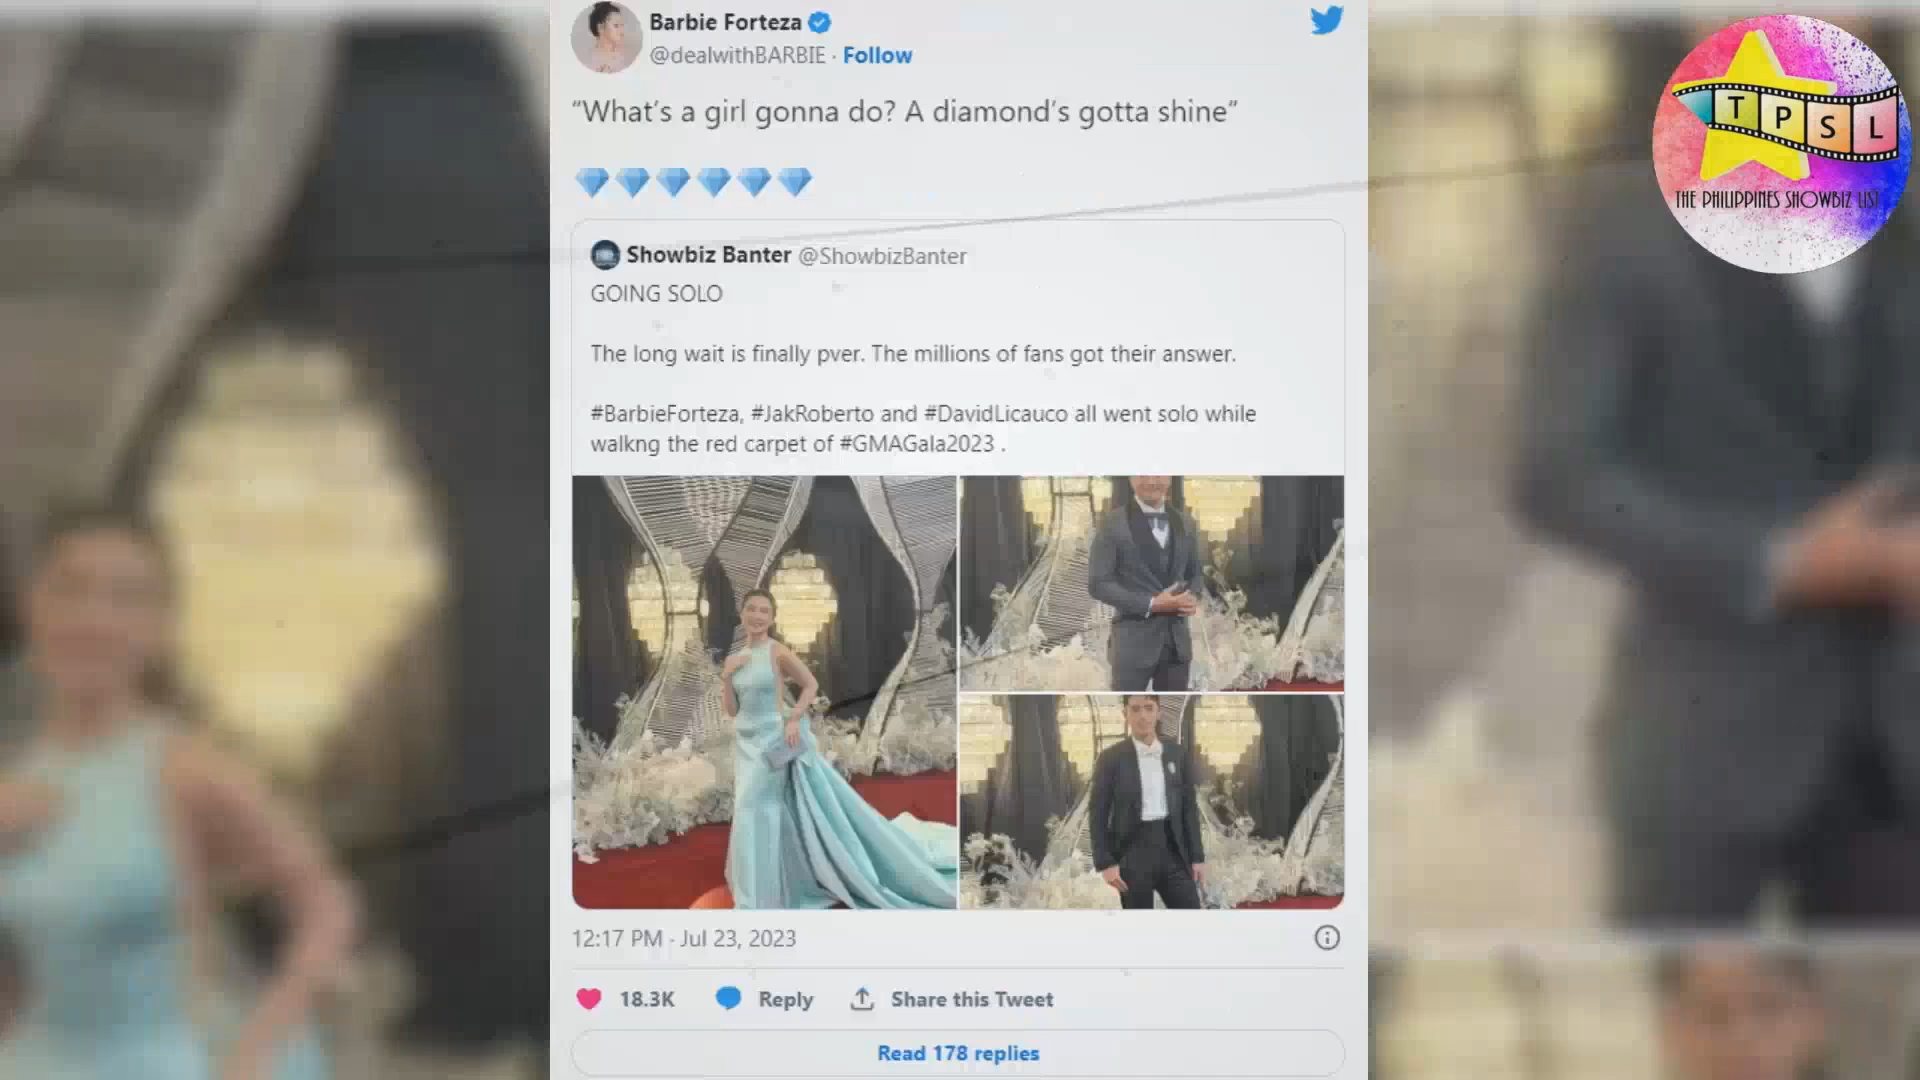 Barbie Forteza
@dealwithBARBIE · Follow
“What’s a girl gonna do? A diamond’s gotta shine”
Showbiz Banter @ShowbizBanter
GOING SOLO
The long wait is finally pver. The millions of fans got their answer.
#BarbieForteza, #JakRoberto and #DavidLicauco all went solo while
walkng the red carpet of #GMAGala2023 .
12:17 PM · Jul 23, 2023
18.3K Reply Share this Tweet
Read 178 replies
T P S L
THE PHILIPPINES SHOWBIZ LIST